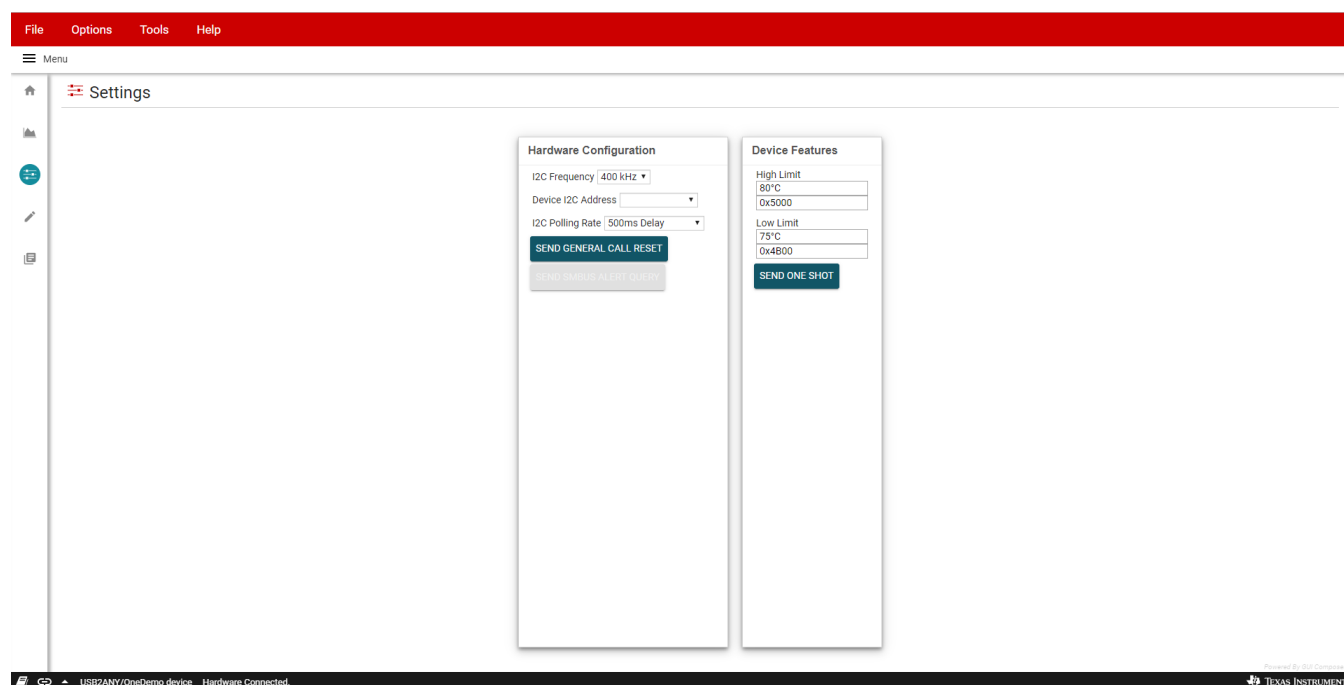 File Options Tools Help
Menu
Settings
Hardware Configuration
I2C Frequency 400 kHz
Device I2C Address
I2C Polling Rate 500ms Delay
SEND GENERAL CALL RESET
SEND SMBUS ALERT QUERY
Device Features
High Limit
80°C
0x5000
Low Limit
75°C
0x4B00
SEND ONE SHOT
Powered By GUI Compose
USB2ANY/OneDemo device Hardware Connected.
TEXAS INSTRUMENT